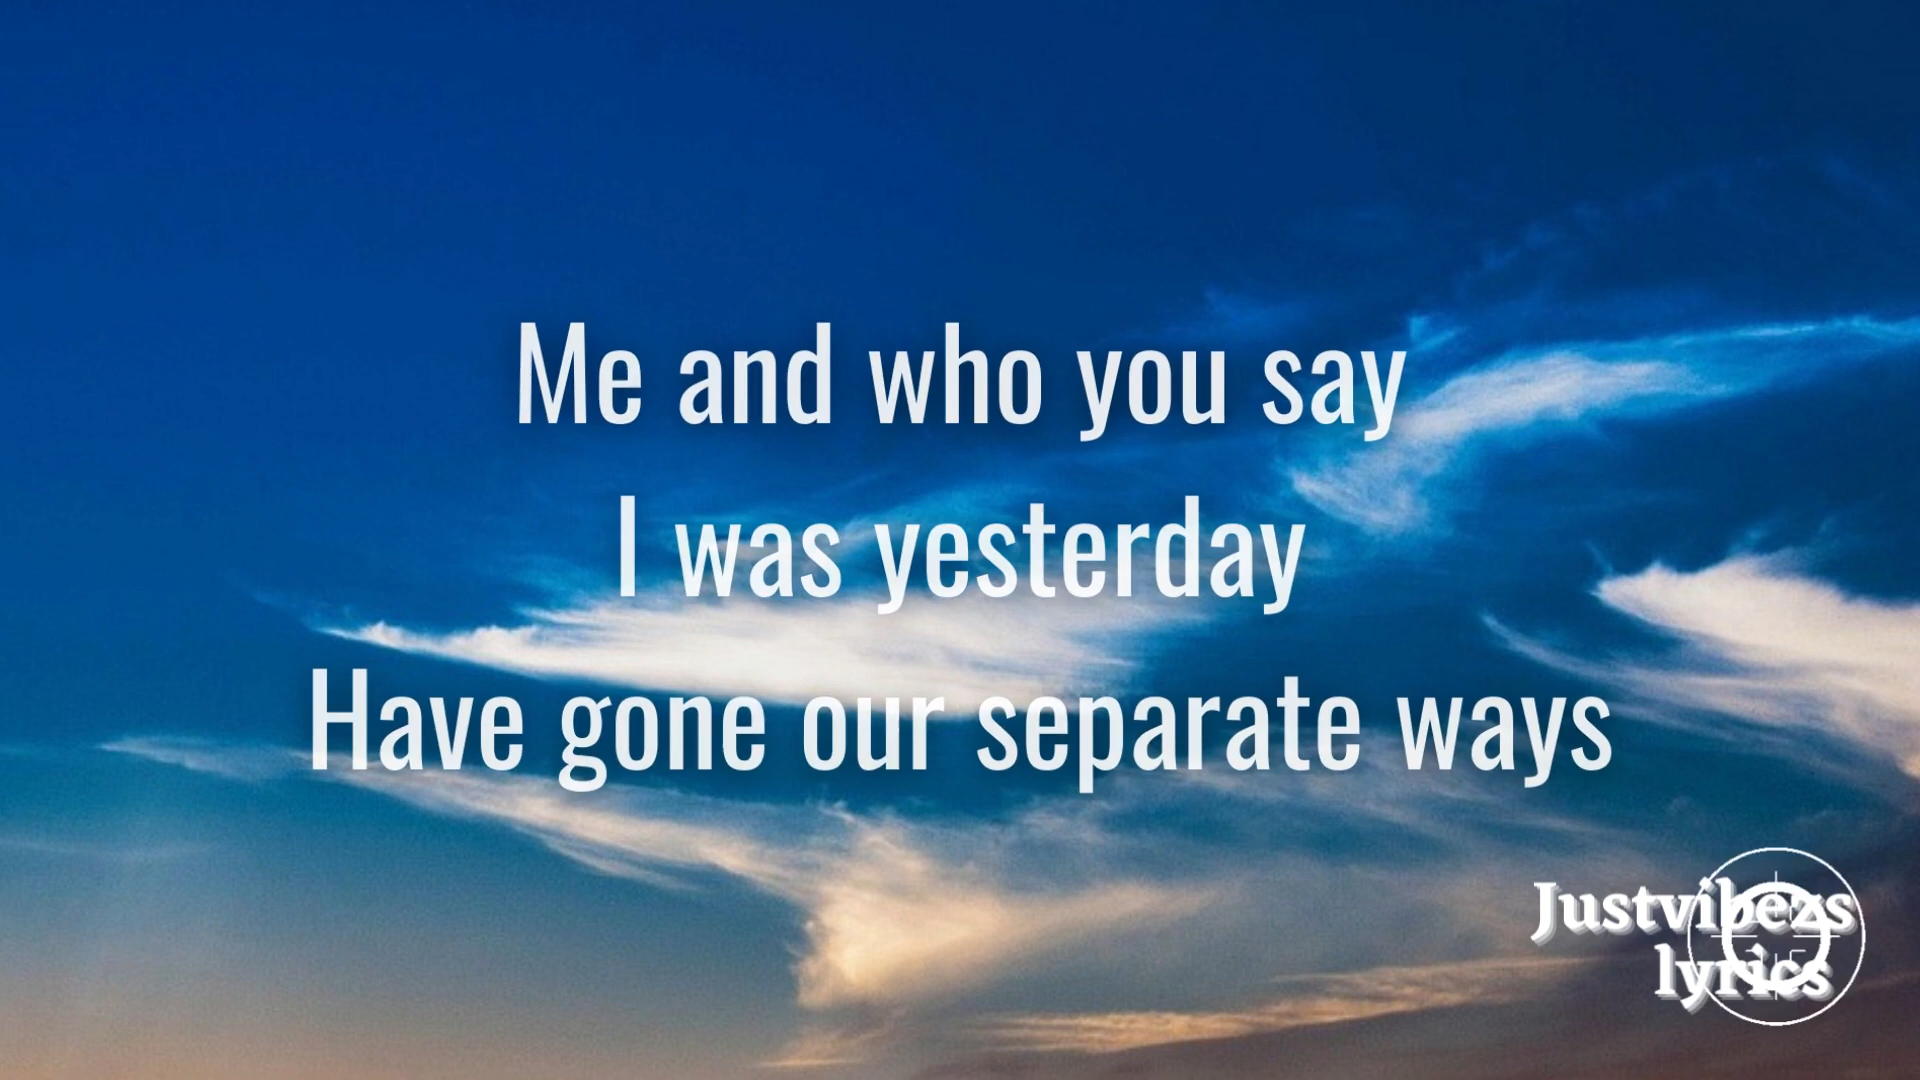 Me and who you say
I was yesterday
Have gone our separate ways
Justvibezs
lyrics